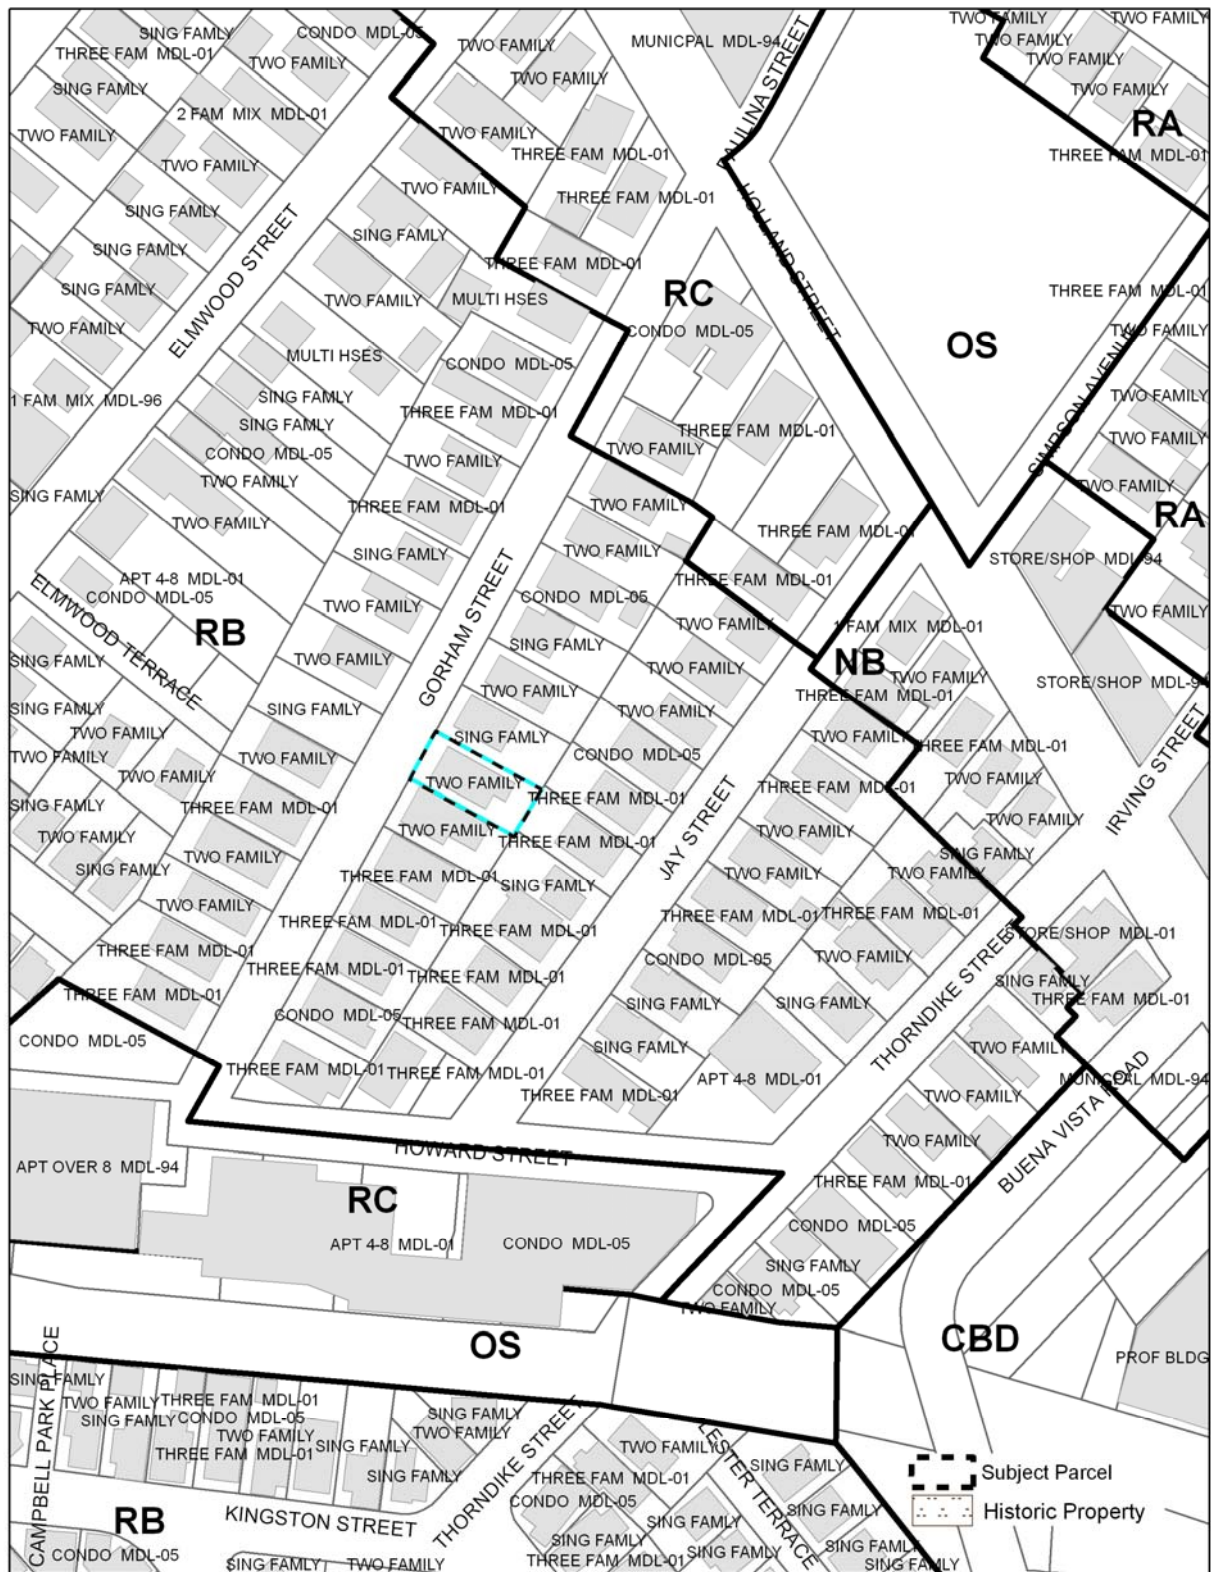 SING FAMLY
CONDO MDL-05
TWO FAMILY
MUNICPAL MDL-94
TWO FAMILY
TWO FAMILY
THREE FAM MDL-01
TWO FAMILY
TWO FAMILY
TWO FAMILY
TWO FAMILY
SING FAMLY
TWO FAMILY
TWO FAMILY
2 FAM MIX MDL-01
PAULINA STREET
RA
TWO FAMILY
TWO FAMILY
THREE FAM MDL-01
THREE FAM MDL-01
TWO FAMILY
TWO FAMILY
THREE FAM MDL-01
SING FAMLY
HOLLAND STREET
SING FAMLY
SING FAMLY
ELMWOOD STREET
THREE FAM MDL-01
SING FAMLY
TWO FAMILY
MULTI HSES
RC
THREE FAM MDL-01
TWO FAMILY
CONDO MDL-05
TWO FAMILY
OS
MULTI HSES
CONDO MDL-05
SIMPSON AVENUE
1 FAM MIX MDL-96
SING FAMLY
TWO FAMILY
SING FAMLY
THREE FAM MDL-01
THREE FAM MDL-01
TWO FAMILY
CONDO MDL-05
TWO FAMILY
TWO FAMILY
TWO FAMILY
TWO FAMILY
SING FAMLY
THREE FAM MDL-01
TWO FAMILY
RA
TWO FAMILY
THREE FAM MDL-01
SING FAMLY
TWO FAMILY
STORE/SHOP MDL-94
APT 4-8 MDL-01
THREE FAM MDL-01
CONDO MDL-05
CONDO MDL-05
ELMWOOD TERRACE
GORHAM STREET
TWO FAMILY
TWO FAMILY
TWO FAMILY
1 FAM MIX MDL-01
RB
SING FAMLY
SING FAMLY
TWO FAMILY
TWO FAMILY
NB
TWO FAMILY
STORE/SHOP MDL-94
TWO FAMILY
THREE FAM MDL-01
SING FAMLY
SING FAMLY
TWO FAMILY
TWO FAMILY
SING FAMLY
TWO FAMILY
THREE FAM MDL-01
IRVING STREET
TWO FAMILY
TWO FAMILY
CONDO MDL-05
TWO FAMILY
TWO FAMILY
TWO FAMILY
THREE FAM MDL-01
THREE FAM MDL-01
SING FAMLY
THREE FAM MDL-01
JAY STREET
TWO FAMILY
TWO FAMILY
TWO FAMILY
THREE FAM MDL-01
SING FAMLY
TWO FAMILY
SING FAMLY
THREE FAM MDL-01
SING FAMLY
TWO FAMILY
TWO FAMILY
TWO FAMILY
THREE FAM MDL-01
THREE FAM MDL-01
THREE FAM MDL-01
THREE FAM MDL-01
STORE/SHOP MDL-01
THREE FAM MDL-01
CONDO MDL-05
TWO FAMILY
THREE FAM MDL-01
THREE FAM MDL-01
SING FAMLY
THREE FAM MDL-01
THREE FAM MDL-01
SING FAMLY
SING FAMLY
THORNDIKE STREET
CONDO MDL-05
THREE FAM MDL-01
CONDO MDL-05
SING FAMLY
TWO FAMILY
THREE FAM MDL-01
THREE FAM MDL-01
APT 4-8 MDL-01
MUNICPAL MDL-94
THREE FAM MDL-01
TWO FAMILY
BUENA VISTA ROAD
HOWARD STREET
TWO FAMILY
APT OVER 8 MDL-94
THREE FAM MDL-01
RC
CONDO MDL-05
APT 4-8 MDL-01
CONDO MDL-05
SING FAMLY
CONDO MDL-05
TWO FAMILY
OS
CBD
PROF BLDG
CAMPBELL PARK PLACE
SING FAMLY
TWO FAMILY
THREE FAM MDL-01
SING FAMLY
CONDO MDL-05
SING FAMLY
TWO FAMILY
TWO FAMILY
SING FAMLY
THREE FAM MDL-01
SING FAMLY
THORNDIKE STREET
TWO FAMILY
LESTER TERRACE
SING FAMLY
THREE FAM MDL-01
CONDO MDL-05
Subject Parcel
Historic Property
RB
KINGSTON STREET
SING FAMLY
SING FAMLY
SING FAMLY
SING FAMLY
SING FAMLY
CONDO MDL-05
SING FAMLY
TWO FAMILY
THREE FAM MDL-01
SING FAMLY